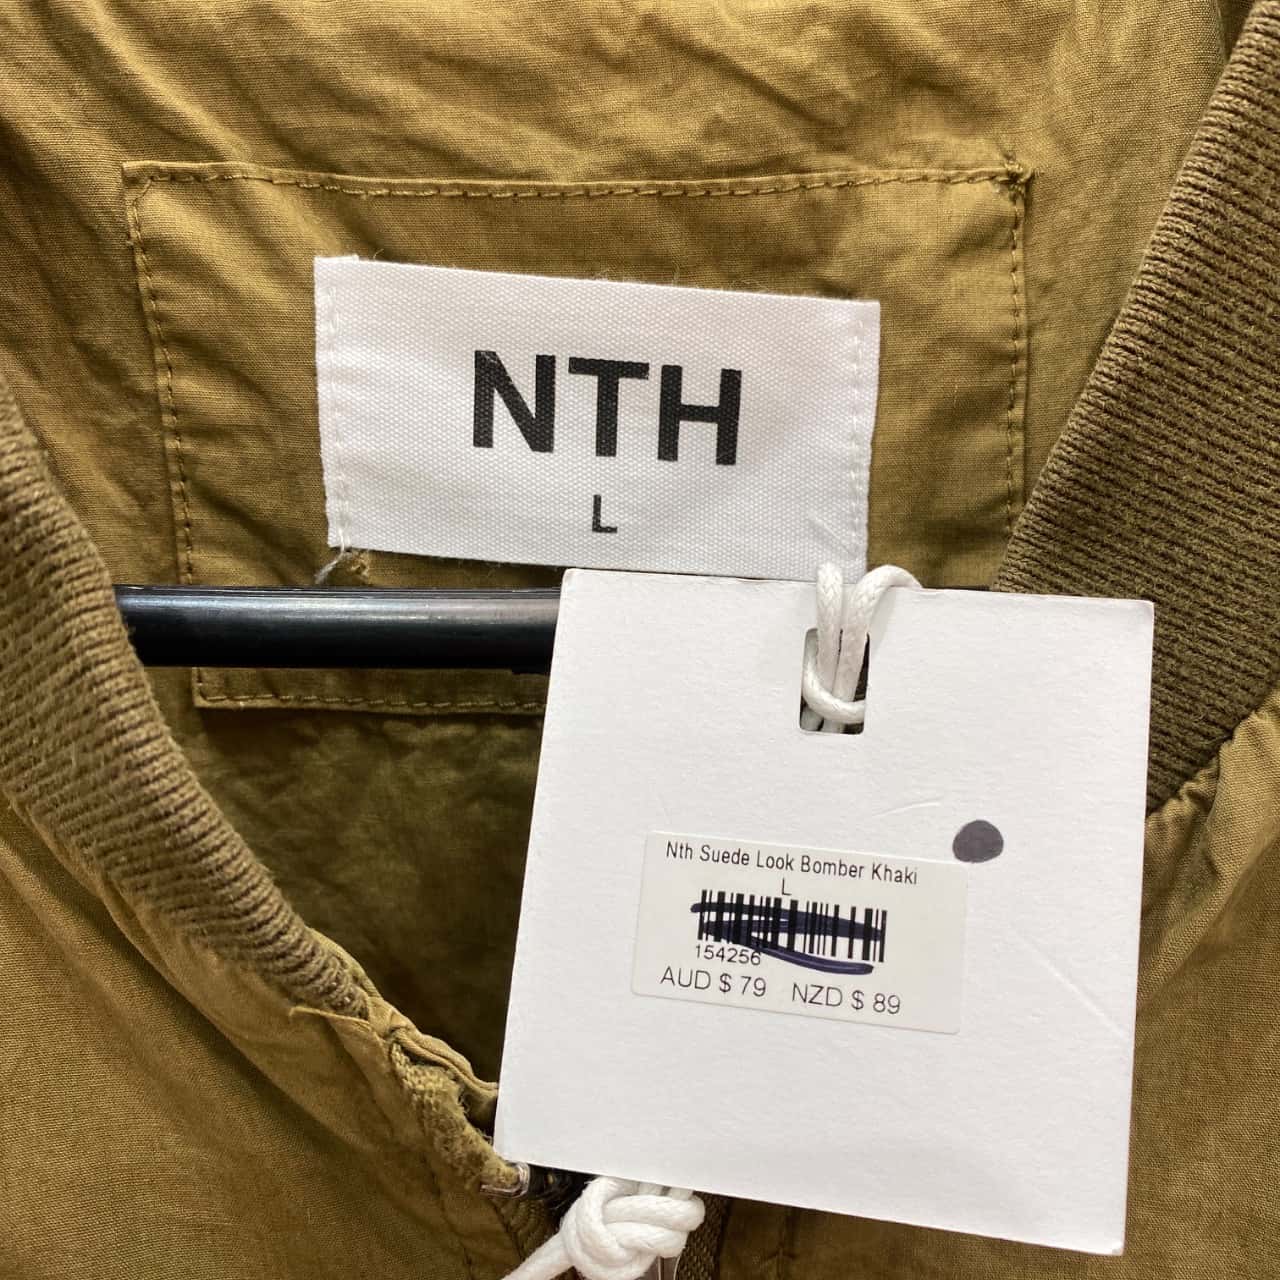 NTH
L
Nth Suede Look Bomber Khaki
L
154256
AUD $ 79 NZD $ 89